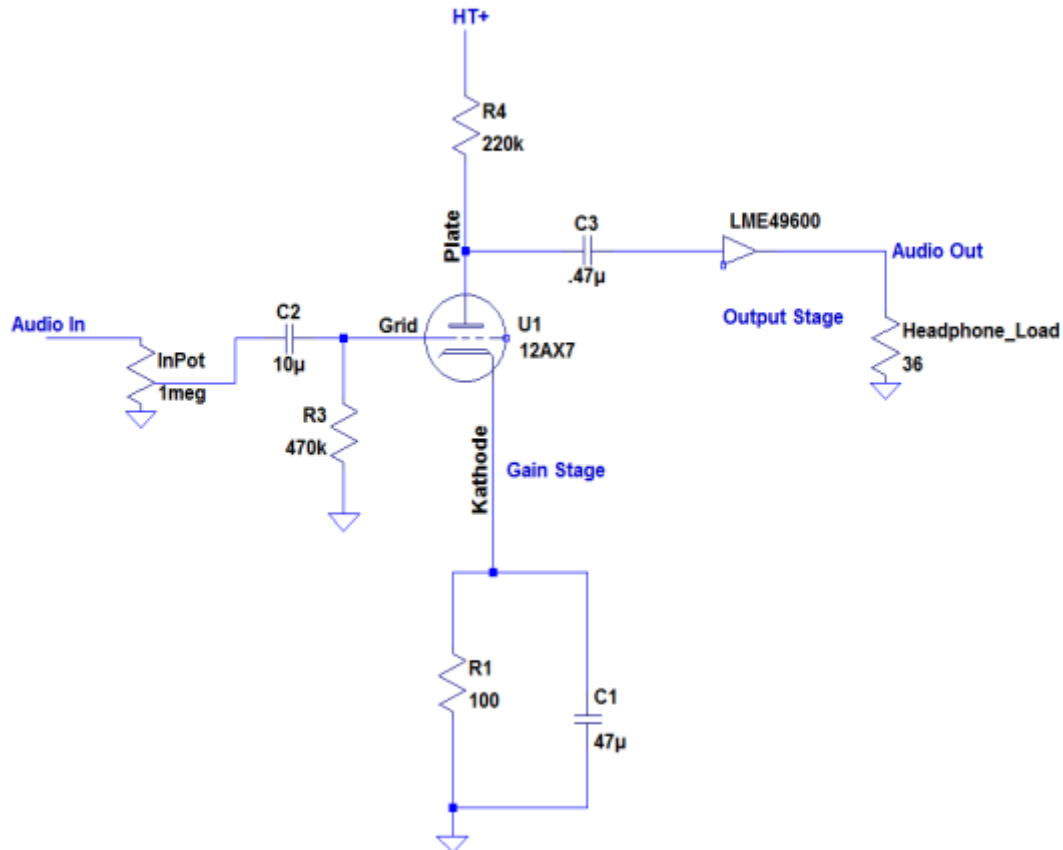 HT+
R4
220k
Plate
C3
.47µ
LME49600
Audio Out
Audio In
InPot
1meg
C2
10µ
Grid
U1
12AX7
Output Stage
Headphone_Load
36
R3
470k
Kathode
Gain Stage
R1
100
C1
47µ